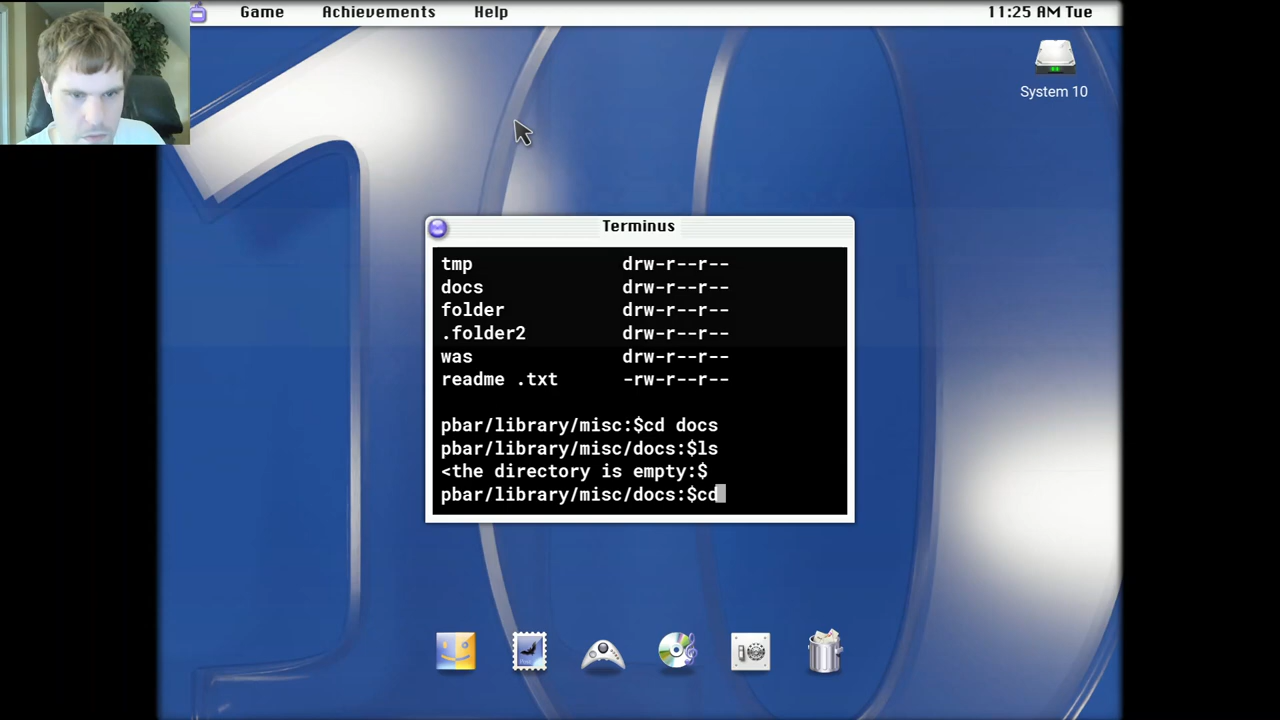 Game Achievements Help 11:25 AM Tue
System 10
Terminus
tmp drw-r--r--
docs drw-r--r--
folder drw-r--r--
.folder2 drw-r--r--
was drw-r--r--
readme .txt -rw-r--r--
pbar/library/misc:$cd docs
pbar/library/misc/docs:$ls
<the directory is empty:$
pbar/library/misc/docs:$cd